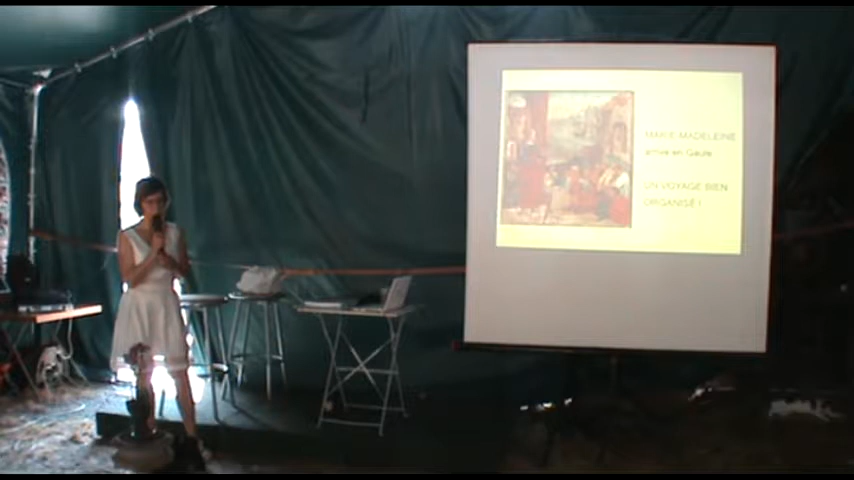 MARIE MADELEINE
arrive en Gaule
UN VOYAGE BIEN
ORGANISÉ !